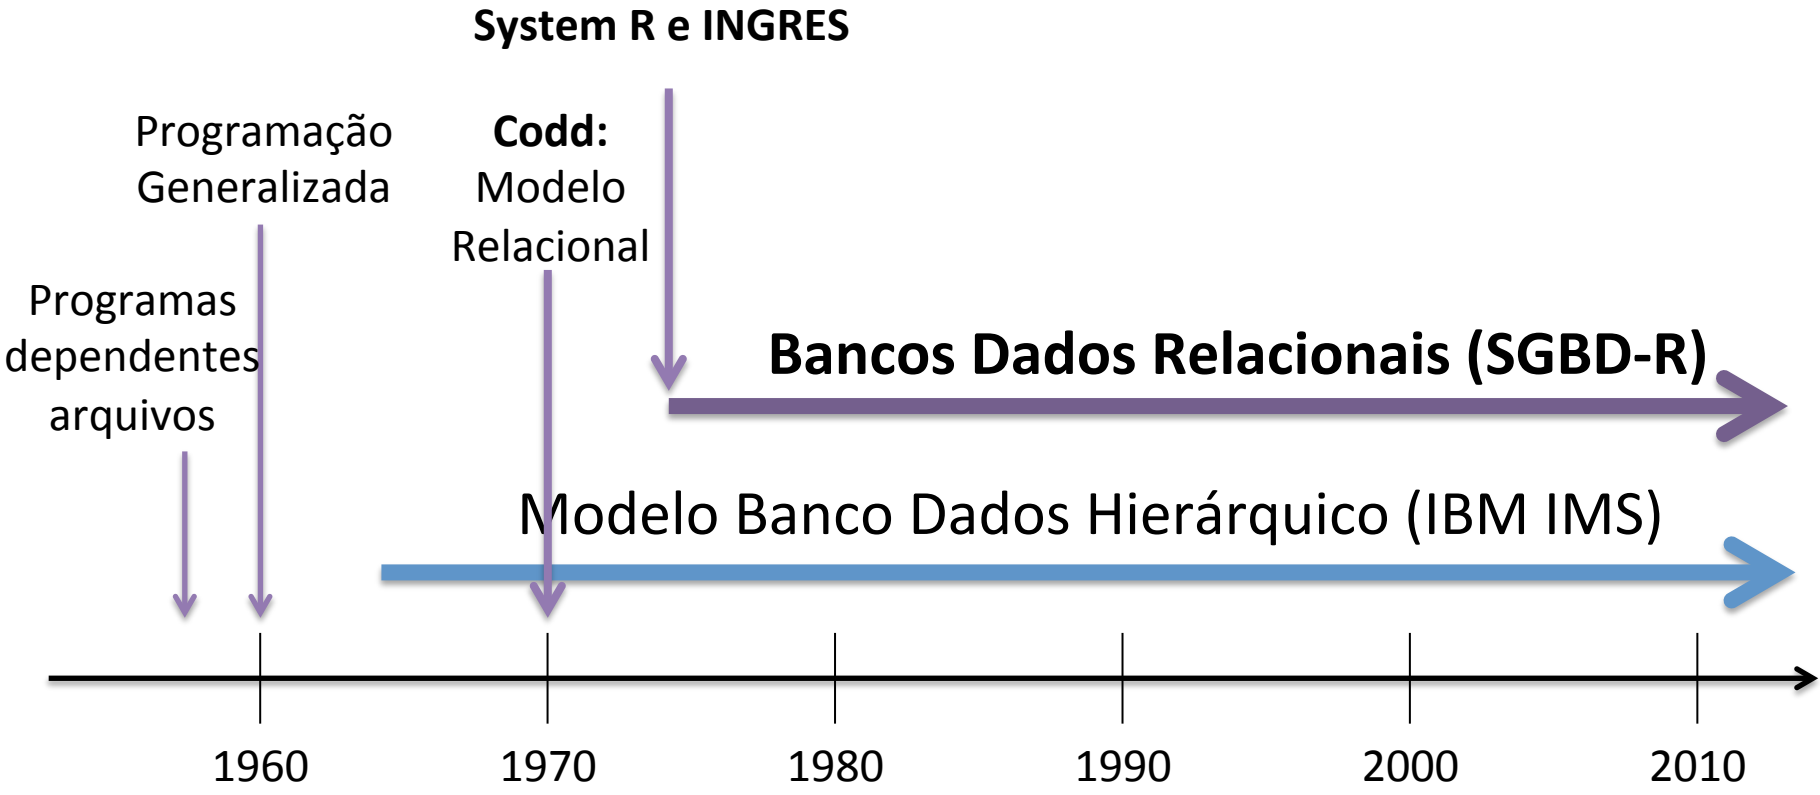 System R e INGRES
Programação
Generalizada
Codd:
Modelo
Relacional
Programas
dependentes
arquivos
Bancos Dados Relacionais (SGBD-R)
Modelo Banco Dados Hierárquico (IBM IMS)
1960
1970
1980
1990
2000
2010